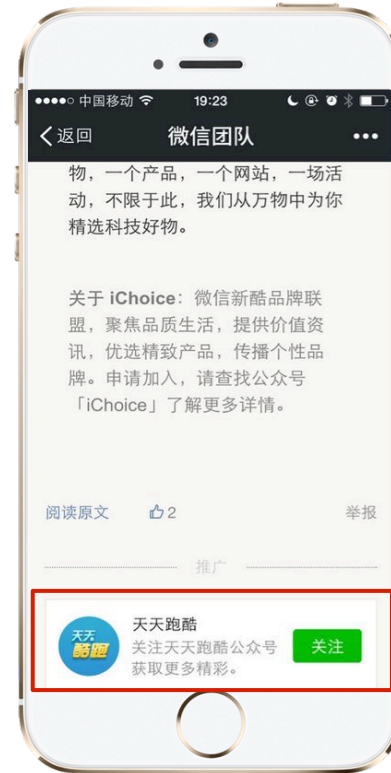 中国移动 19:23
返回 微信团队
物，一个产品，一个网站，一场活
动，不限于此，我们从万物中为你
精选科技好物。
关于 iChoice：微信新酷品牌联
盟，聚焦品质生活，提供价值资
讯，优选精致产品，传播个性品
牌。申请加入，请查找公众号
「iChoice」了解更多详情。
阅读原文 2 举报
推广
天天酷跑
天天跑酷
关注天天跑酷公众号
获取更多精彩。
关注